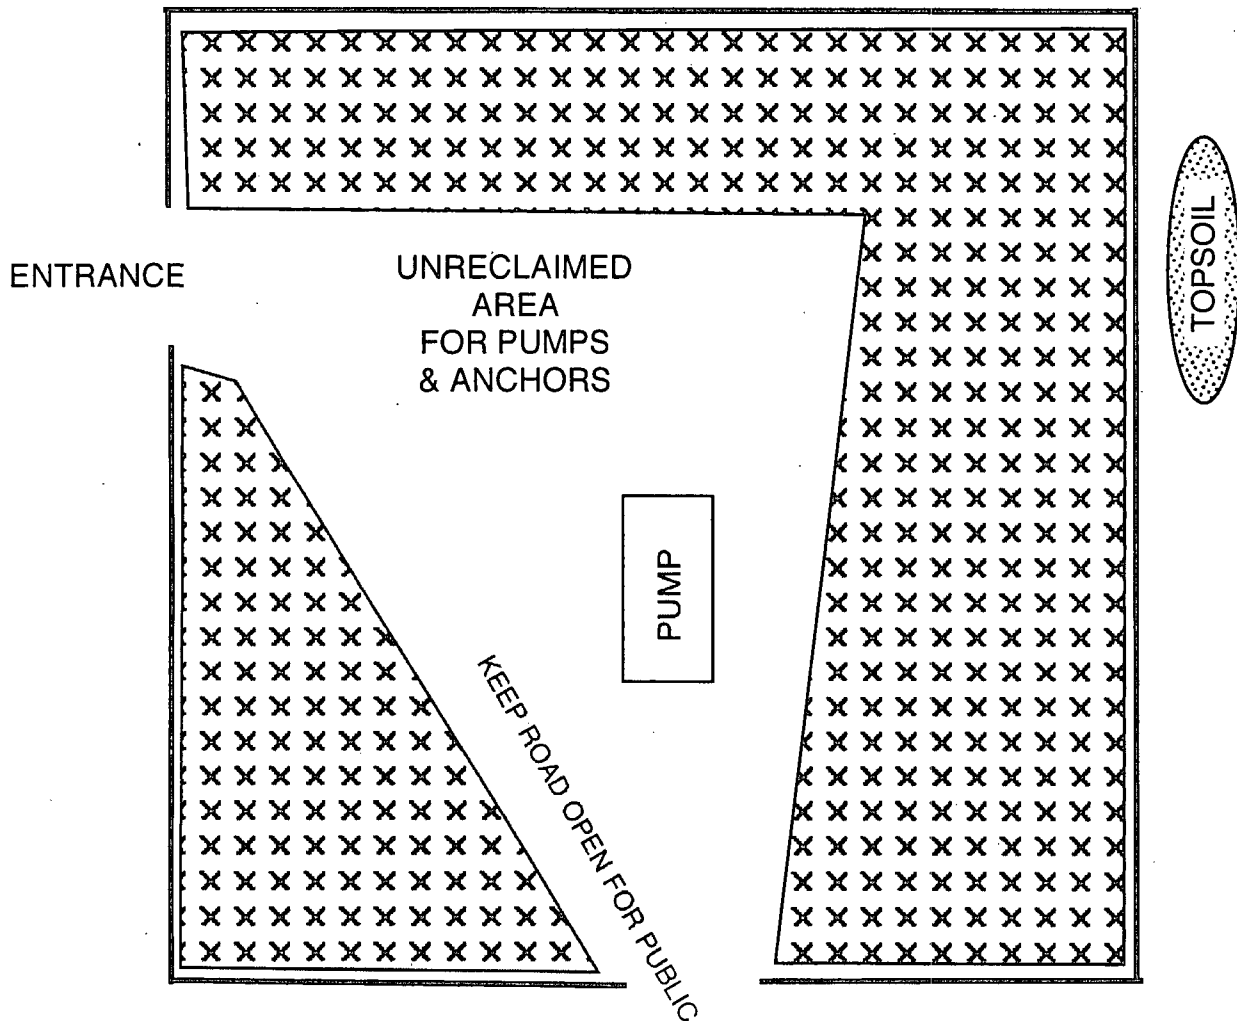 ENTRANCE
UNRECLAIMED
AREA
FOR PUMPS
& ANCHORS
TOPSOIL
PUMP
KEEP ROAD OPEN FOR PUBLIC